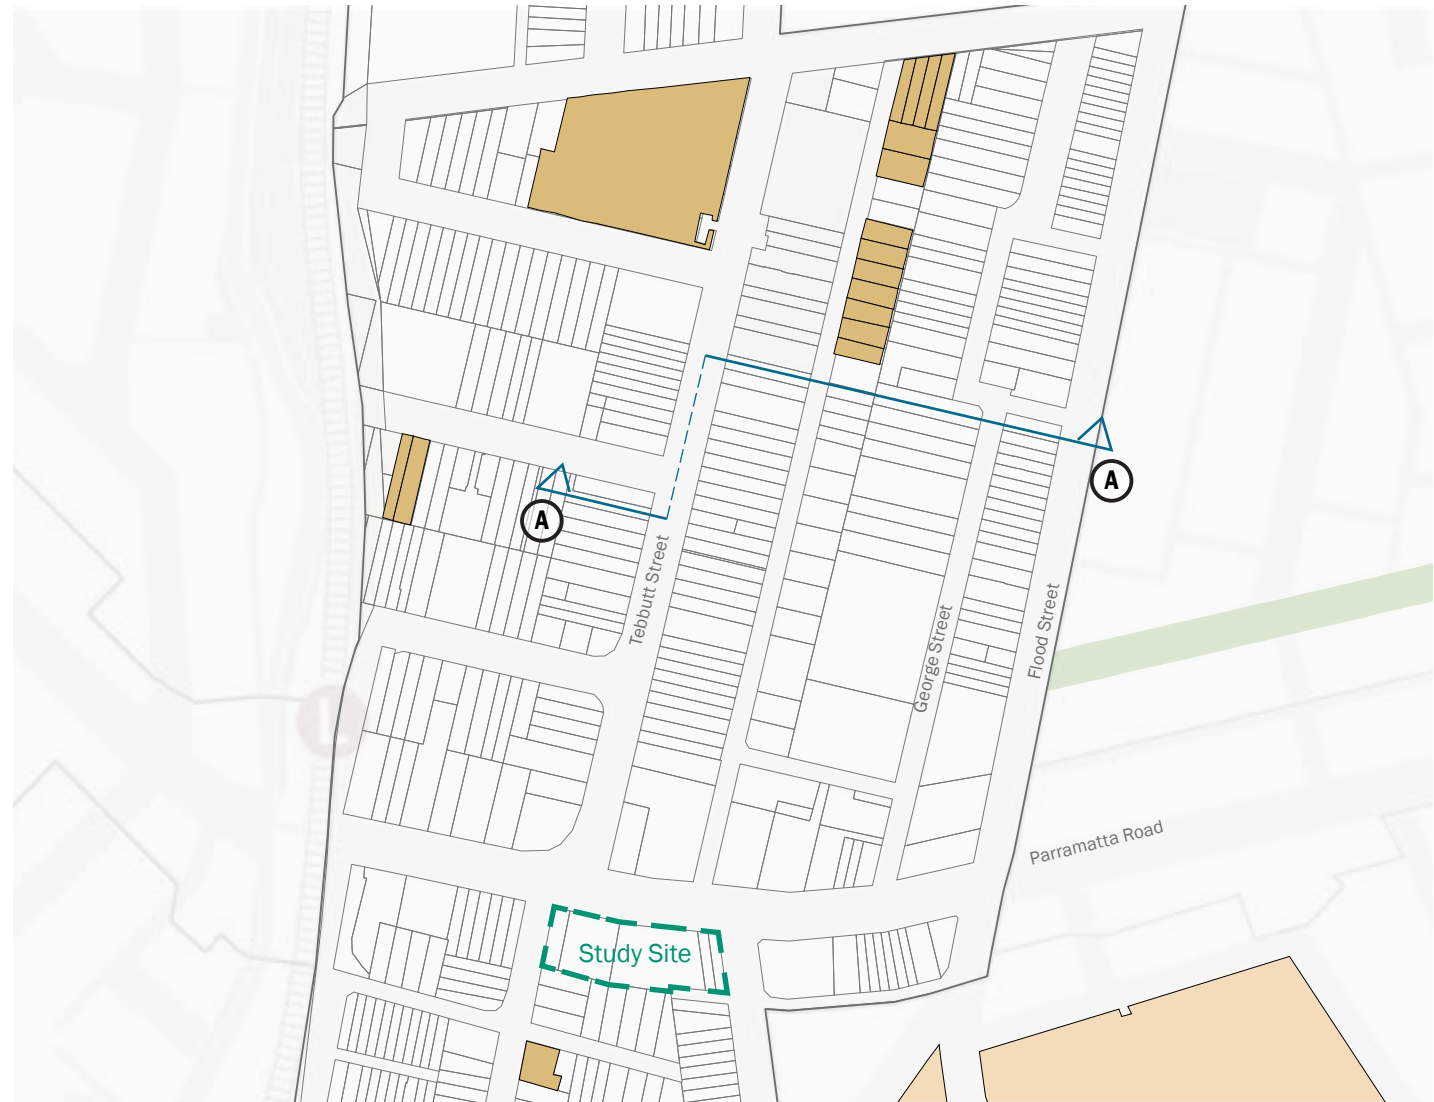 A
A
Tebbutt Street
George Street
Flood Street
Parramatta Road
Study Site